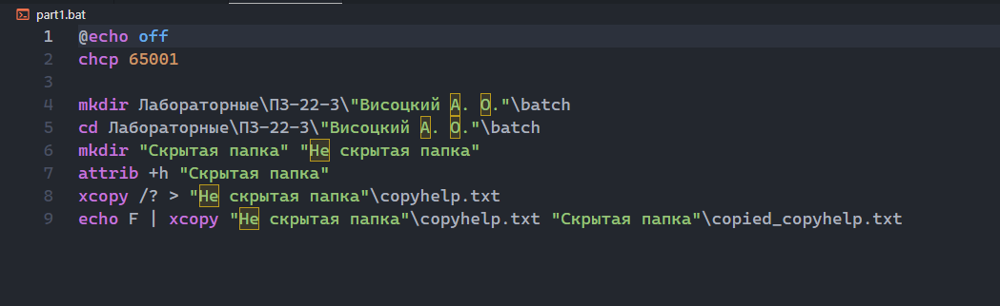 part1.bat
1 @echo off
2 chcp 65001
3
4 mkdir Лабораторные\ПЗ-22-3\"Висоцкий А. О."\batch
5 cd Лабораторные\ПЗ-22-3\"Висоцкий А. О."\batch
6 mkdir "Скрытая папка" "Не скрытая папка"
7 attrib +h "Скрытая папка"
8 xcopy /? > "Не скрытая папка"\copyhelp.txt
9 echo F | xcopy "Не скрытая папка"\copyhelp.txt "Скрытая папка"\copied_copyhelp.txt